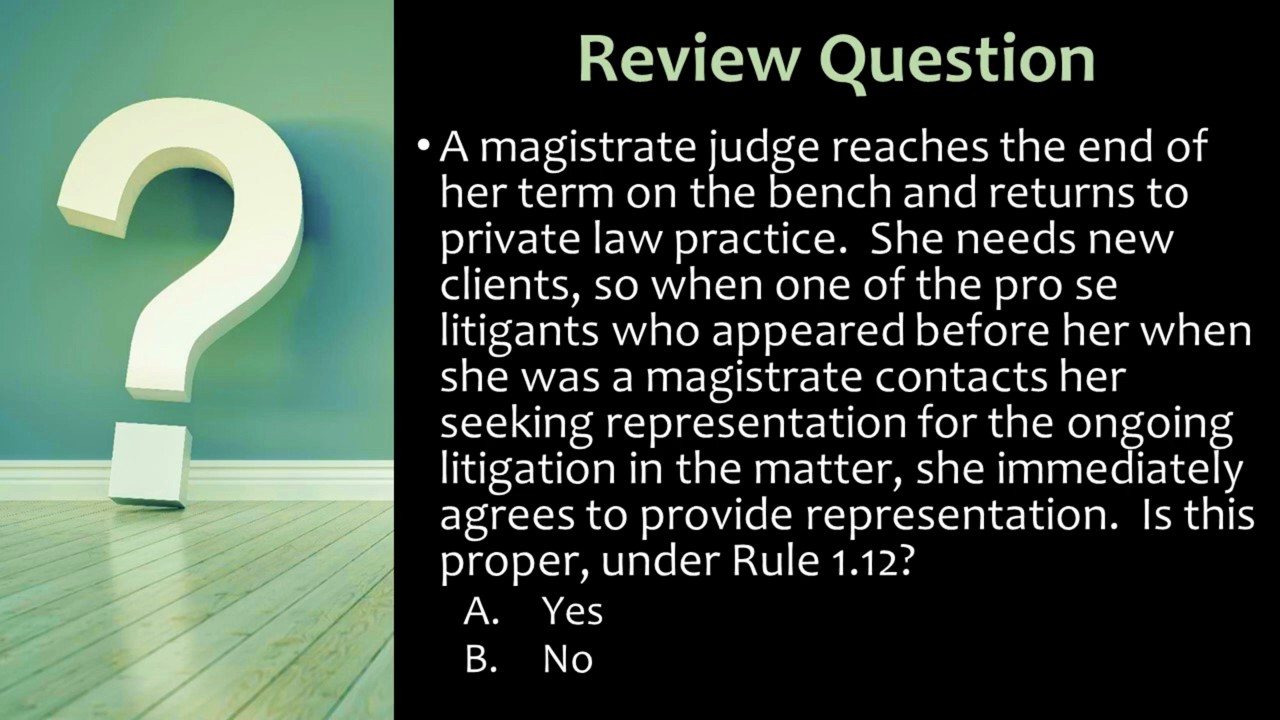 Review Question
• A magistrate judge reaches the end of
her term on the bench and returns to
private law practice. She needs new
clients, so when one of the pro se
litigants who appeared before her when
she was a magistrate contacts her
seeking representation for the ongoing
litigation in the matter, she immediately
agrees to provide representation. Is this
proper, under Rule 1.12?
A. Yes
B. No